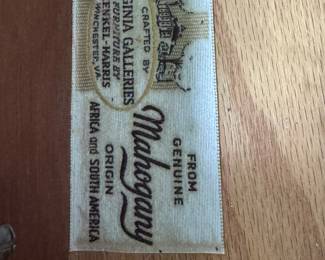 CRAFTED BY
GINIA GALLERIES
FURNITURE BY
ENKEL-HARRIS
WINCHESTER, VA.
FROM
GENUINE
Mahogany
ORIGIN
AFRICA and SOUTH AMERICA